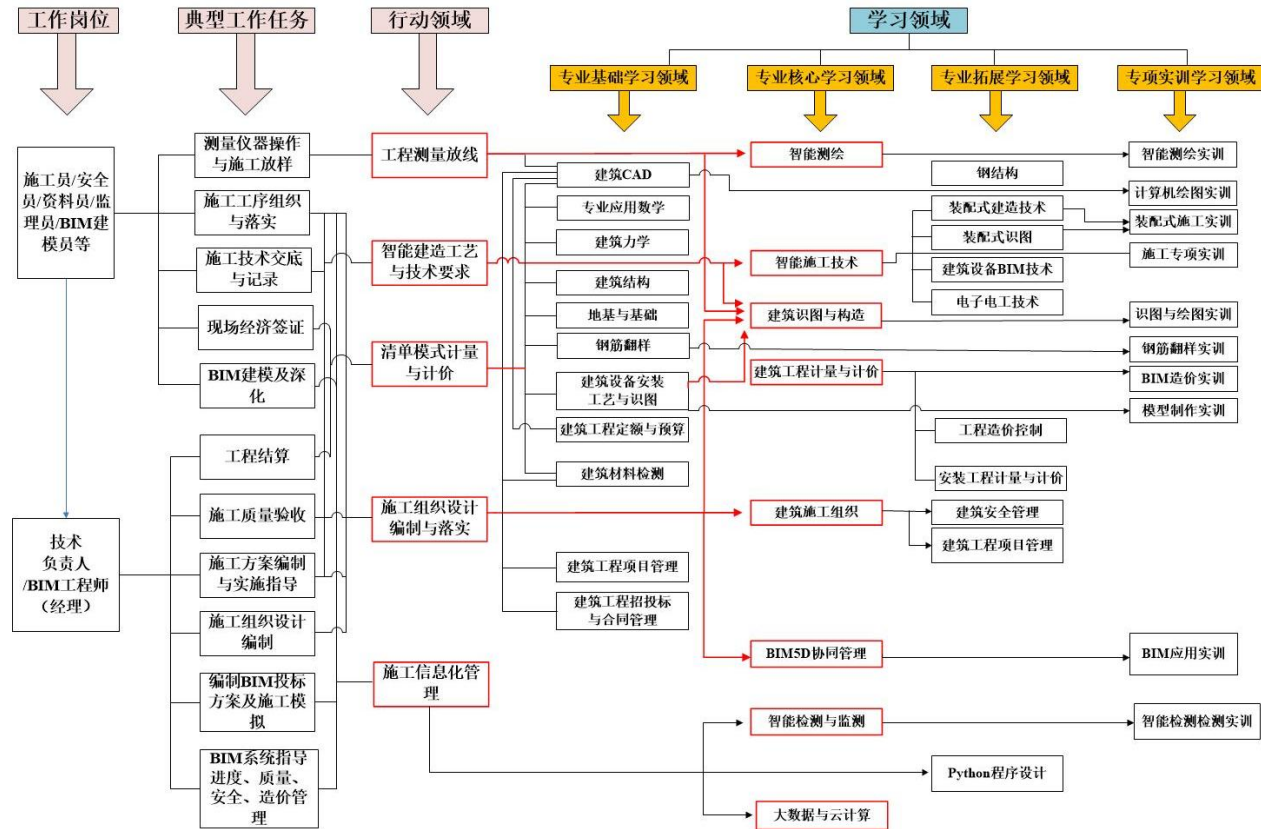 工作岗位
典型工作任务
行动领域
学习领域
专业基础学习领域
专业核心学习领域
专业拓展学习领域
专项实训学习领域
施工员/安全
员/资料员/监
理员/BIM建
模员等
技术
负责人
/BIM工程师
（经理）
测量仪器操作
与施工放样
施工工序组织
与落实
施工技术交底
与记录
现场经济签证
BIM建模及深
化
工程结算
施工质量验收
施工方案编制
与实施指导
施工组织设计
编制
编制BIM投标
方案及施工模
拟
BIM系统指导
进度、质量、
安全、造价管
理
工程测量放线
智能建造工艺
与技术要求
清单模式计量
与计价
施工组织设计
编制与落实
施工信息化管
理
建筑CAD
专业应用数学
建筑力学
建筑结构
地基与基础
钢筋翻样
建筑设备安装
工艺与识图
建筑工程定额与预算
建筑材料检测
建筑工程项目管理
建筑工程招投标
与合同管理
智能测绘
智能施工技术
建筑识图与构造
建筑工程计量与计价
建筑施工组织
BIM5D协同管理
智能检测与监测
大数据与云计算
钢结构
装配式建造技术
装配式识图
建筑设备BIM技术
电子电工技术
工程造价控制
安装工程计量与计价
建筑安全管理
建筑工程项目管理
Python程序设计
智能测绘实训
计算机绘图实训
装配式施工实训
施工专项实训
识图与绘图实训
钢筋翻样实训
BIM造价实训
模型制作实训
BIM应用实训
智能检测检测实训